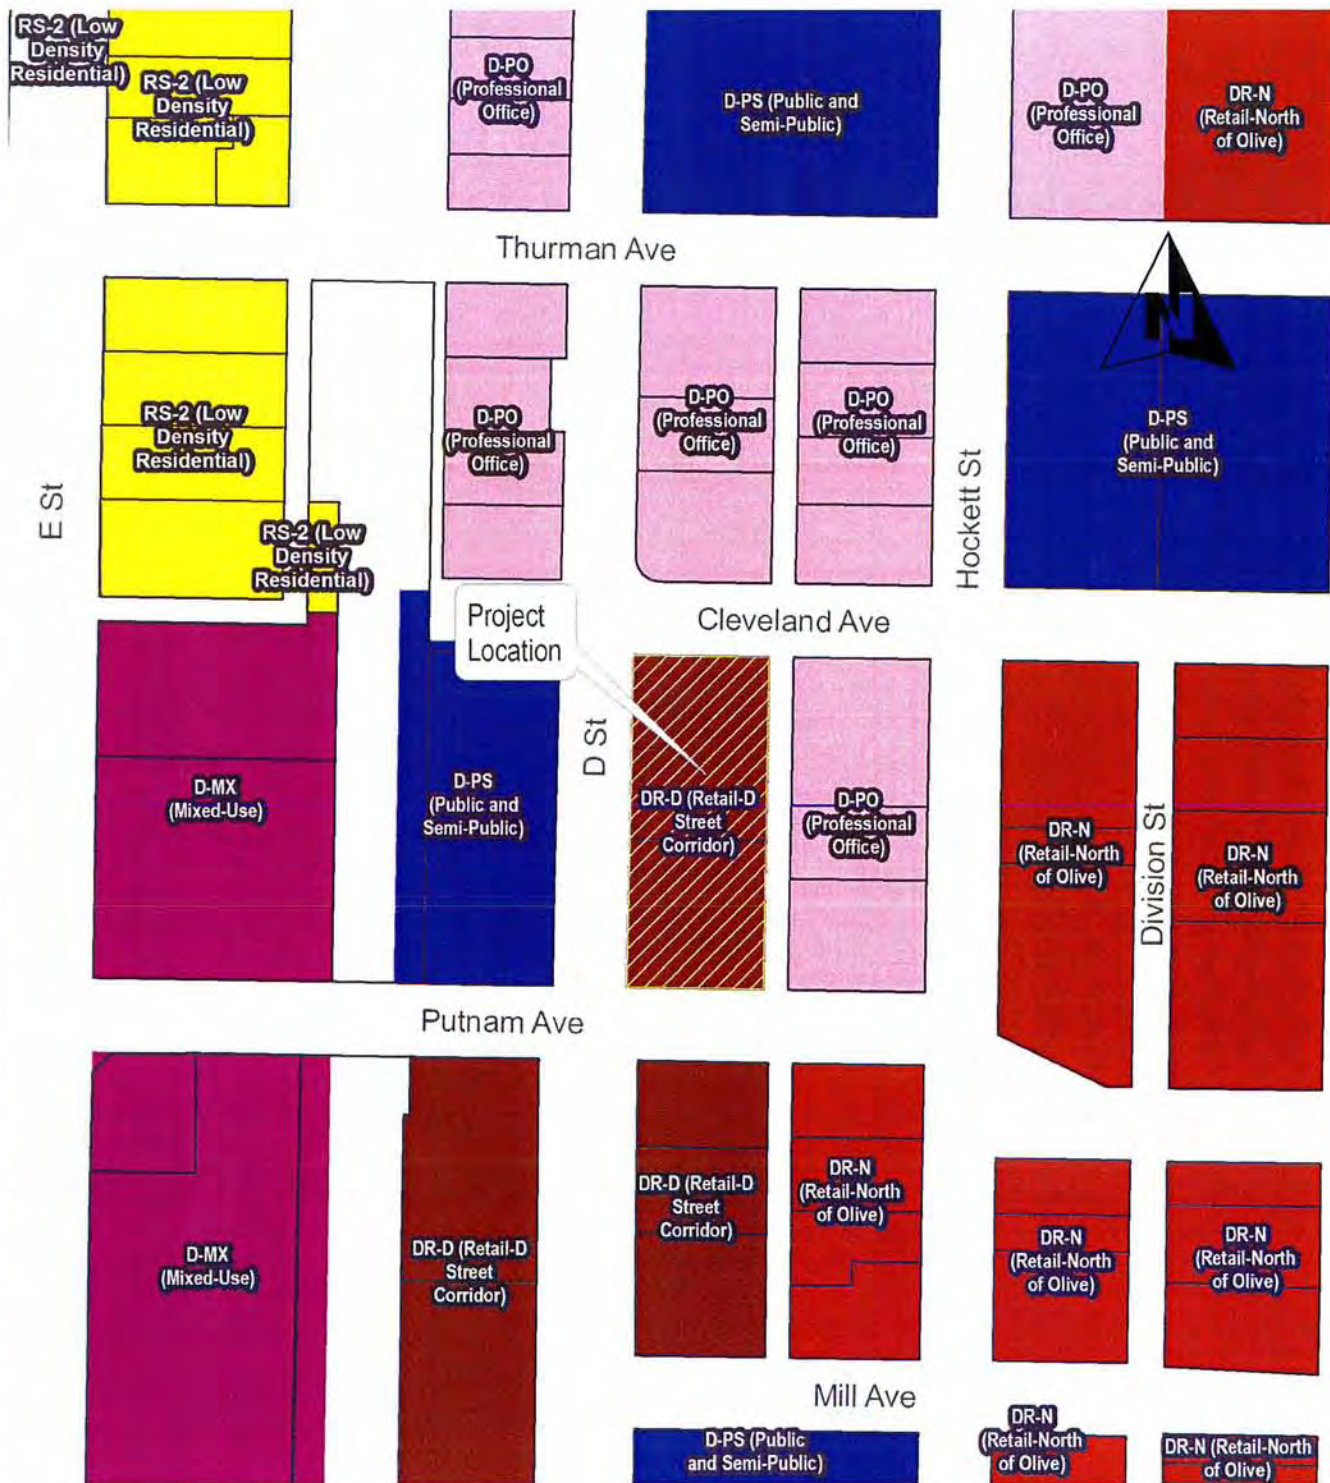 RS-2 (Low
Density
Residential)
RS-2 (Low
Density
Residential)
D-PO
(Professional
Office)
D-PS (Public and
Semi-Public)
D-PO
(Professional
Office)
DR-N
(Retail-North
of Olive)
Thurman Ave
N
RS-2 (Low
Density
Residential)
D-PO
(Professional
Office)
D-PO
(Professional
Office)
D-PO
(Professional
Office)
D-PS
(Public and
Semi-Public)
E St
Hockett St
RS-2 (Low
Density
Residential)
Project
Location
Cleveland Ave
D St
D-MX
(Mixed-Use)
D-PS
(Public and
Semi-Public)
DR-D (Retail-D
Street
Corridor)
D-PO
(Professional
Office)
DR-N
(Retail-North
of Olive)
Division St
DR-N
(Retail-North
of Olive)
Putnam Ave
D-MX
(Mixed-Use)
DR-D (Retail-D
Street
Corridor)
DR-D (Retail-D
Street
Corridor)
DR-N
(Retail-North
of Olive)
DR-N
(Retail-North
of Olive)
DR-N
(Retail-North
of Olive)
Mill Ave
D-PS (Public
and Semi-Public)
DR-N
(Retail-North
of Olive)
DR-N (Retail-North
of Olive)